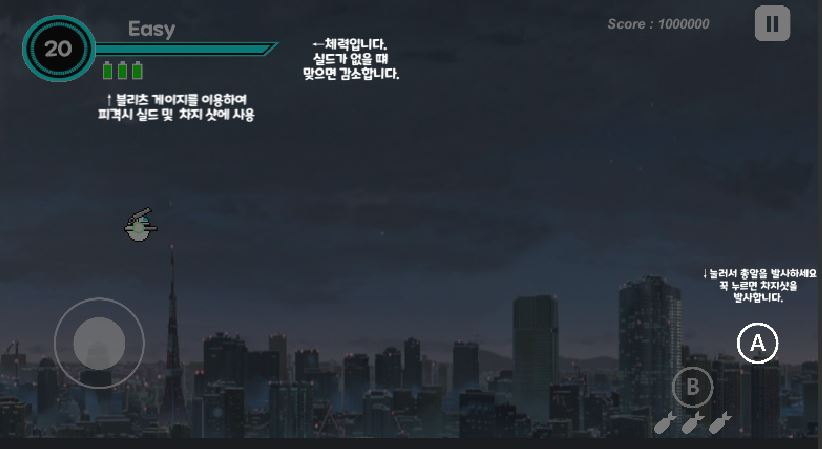 Easy
Score : 1000000
20
←체력입니다.
실드가 없을 때
맞으면 감소합니다.
↑ 블리츠 게이지를 이용하여
피격시 실드 및 차지 샷에 사용
↓눌러서 총알을 발사하세요
꾹 누르면 차지샷을
발사합니다.
A
B